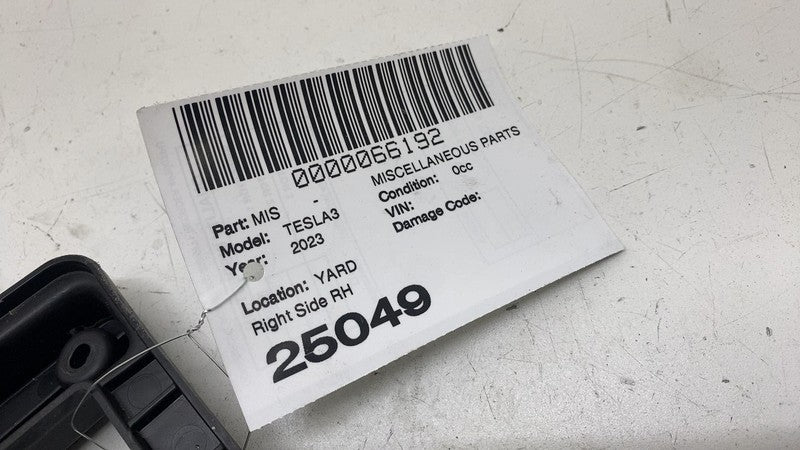 0000066192
Part: MIS - MISCELLANEOUS PARTS
Model: TESLA3 Condition: 0cc
Year: 2023 VIN:
Damage Code:
Location: YARD
Right Side RH
25049